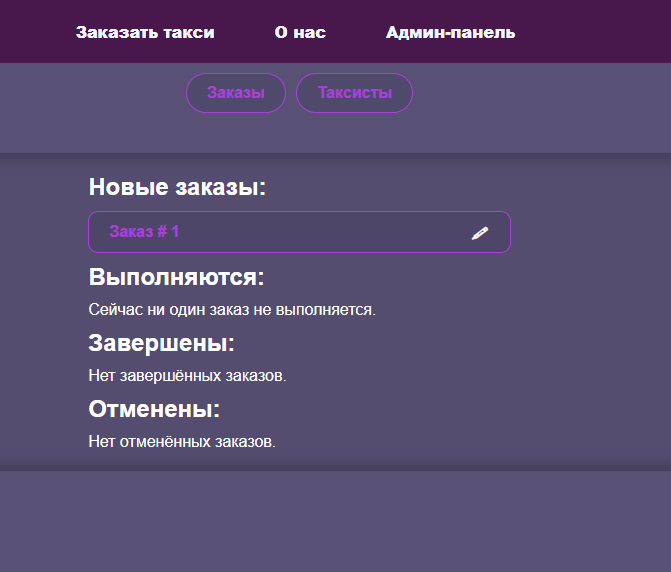 Заказать такси О нас Админ-панель
Заказы Таксисты
Новые заказы:
Заказ # 1
Выполняются:
Сейчас ни один заказ не выполняется.
Завершены:
Нет завершённых заказов.
Отменены:
Нет отменённых заказов.